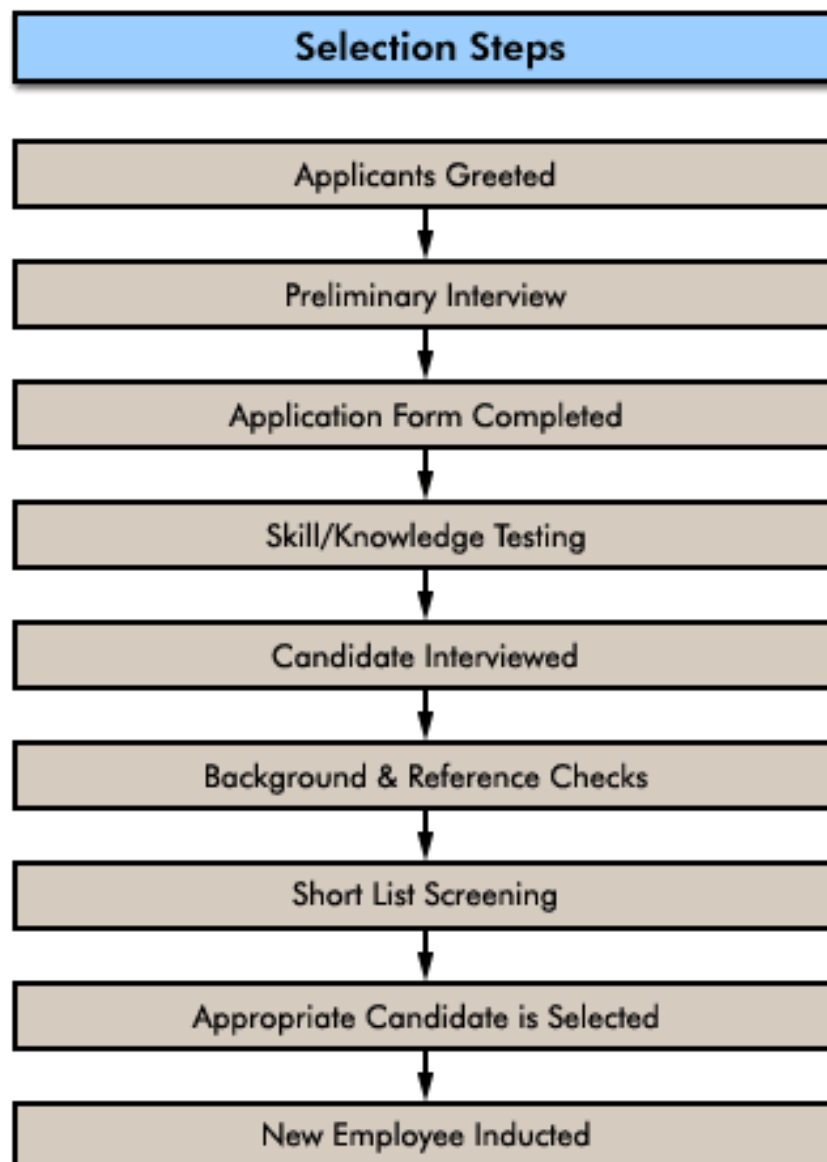 Selection Steps
Applicants Greeted
Preliminary Interview
Application Form Completed
Skill/Knowledge Testing
Candidate Interviewed
Background & Reference Checks
Short List Screening
Appropriate Candidate is Selected
New Employee Inducted